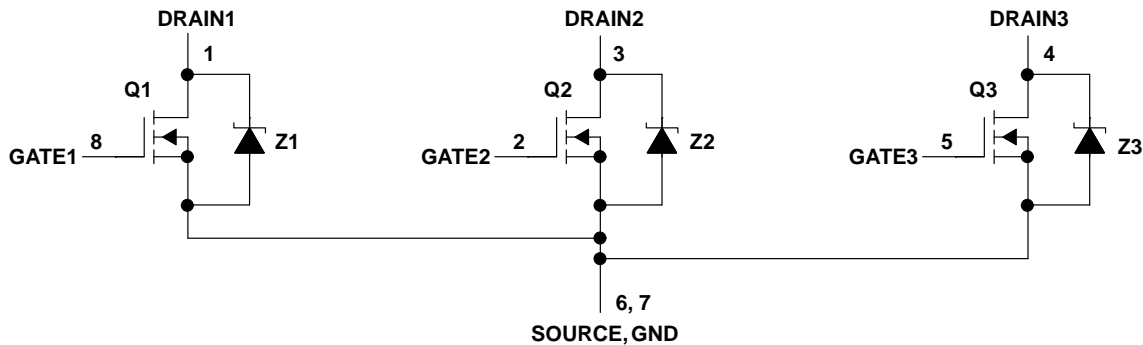 DRAIN1
DRAIN2
DRAIN3
1
3
4
Q1
Q2
Q3
Z1
Z2
Z3
8
2
5
GATE1
GATE2
GATE3
6, 7
SOURCE, GND